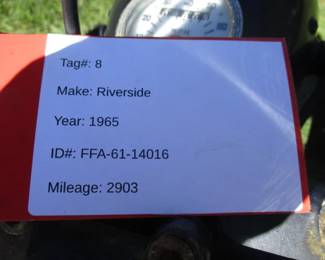 Tag#: 8
Make: Riverside
Year: 1965
ID#: FFA-61-14016
Mileage: 2903